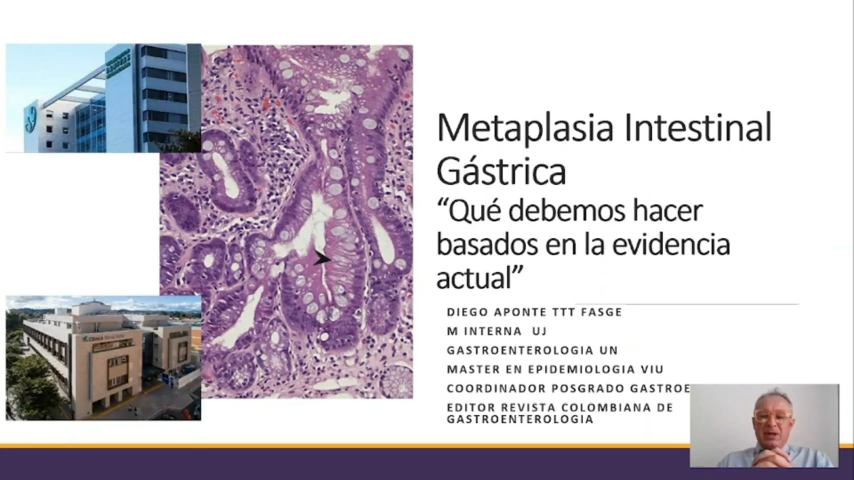 Metaplasia Intestinal
Gástrica
“Qué debemos hacer
basados en la evidencia
actual”
DIEGO APONTE TTT FASGE
M INTERNA UJ
GASTROENTEROLOGIA UN
MASTER EN EPIDEMIOLOGIA VIU
COORDINADOR POSGRADO GASTROE
EDITOR REVISTA COLOMBIANA DE
GASTROENTEROLOGIA